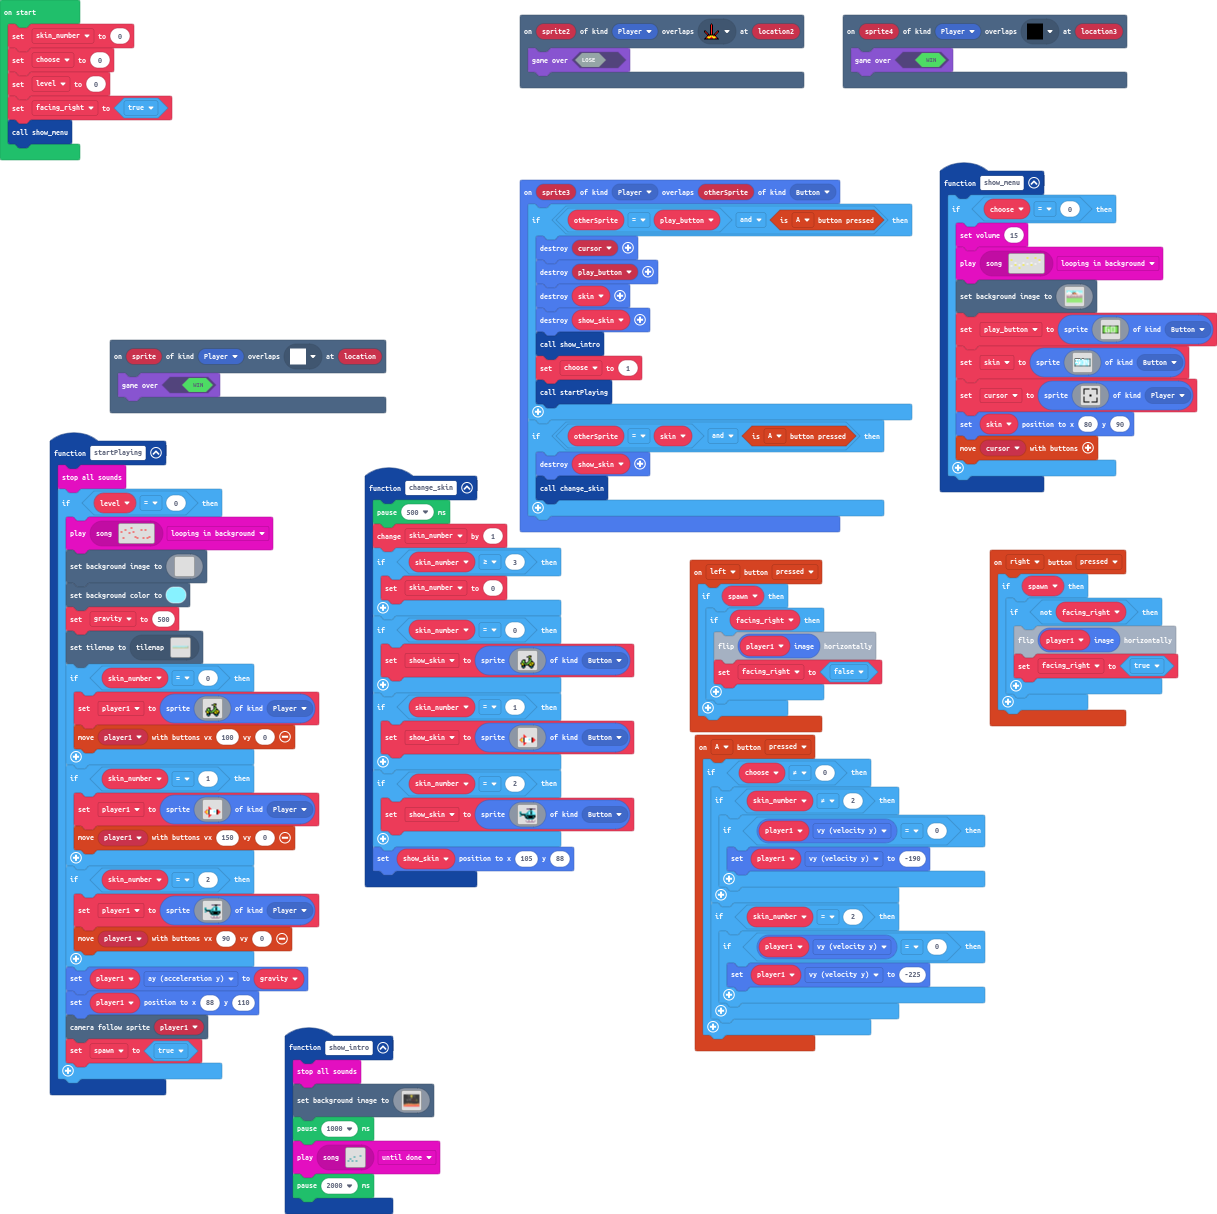 on start
set skin_number to 0
set choose to 0
set level to 0
set facing_right to true
call show_menu
on sprite2 of kind Player overlaps at location2
game over LOSE
on sprite4 of kind Player overlaps at location3
game over WIN
on sprite of kind Player overlaps at location
game over WIN
on sprite3 of kind Player overlaps otherSprite of kind Button
if otherSprite = play_button and is A button pressed then
destroy cursor
destroy play_button
destroy skin
destroy show_skin
call show_intro
set choose to 1
call startPlaying
if otherSprite = skin and is A button pressed then
destroy show_skin
call change_skin
function show_menu
if choose = 0 then
set volume 15
play song looping in background
set background image to
set play_button to sprite of kind Button
set skin to sprite of kind Button
set cursor to sprite of kind Player
set skin position to x 80 y 90
move cursor with buttons
function startPlaying
stop all sounds
if level = 0 then
play song looping in background
set background image to
set background color to
set gravity to 500
set tilemap to tilemap
if skin_number = 0 then
set player1 to sprite of kind Player
move player1 with buttons vx 100 vy 0
if skin_number = 1 then
set player1 to sprite of kind Player
move player1 with buttons vx 150 vy 0
if skin_number = 2 then
set player1 to sprite of kind Player
move player1 with buttons vx 90 vy 0
set player1 ay (acceleration y) to gravity
set player1 position to x 88 y 110
camera follow sprite player1
set spawn to true
function change_skin
pause 500 ms
change skin_number by 1
if skin_number ≥ 3 then
set skin_number to 0
if skin_number = 0 then
set show_skin to sprite of kind Button
if skin_number = 1 then
set show_skin to sprite of kind Button
if skin_number = 2 then
set show_skin to sprite of kind Button
set show_skin position to x 105 y 88
on left button pressed
if spawn then
if facing_right then
flip player1 image horizontally
set facing_right to false
on right button pressed
if spawn then
if not facing_right then
flip player1 image horizontally
set facing_right to true
on A button pressed
if choose ≠ 0 then
if skin_number ≠ 2 then
if player1 vy (velocity y) = 0 then
set player1 vy (velocity y) to -190
if skin_number = 2 then
if player1 vy (velocity y) = 0 then
set player1 vy (velocity y) to -225
function show_intro
stop all sounds
set background image to
pause 1000 ms
play song until done
pause 2000 ms